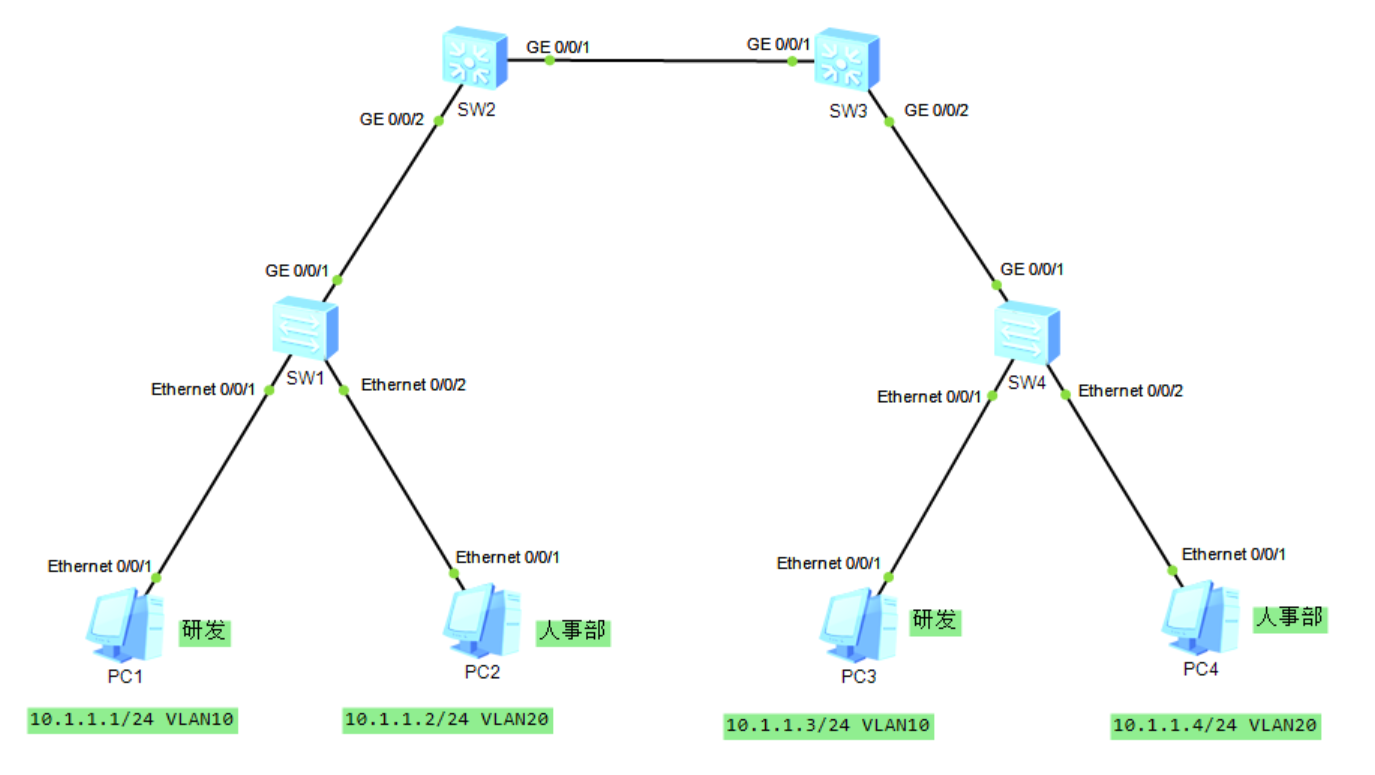 GE 0/0/1
GE 0/0/1
SW2
SW3
GE 0/0/2
GE 0/0/2
GE 0/0/1
GE 0/0/1
SW1
SW4
Ethernet 0/0/1
Ethernet 0/0/2
Ethernet 0/0/1
Ethernet 0/0/2
Ethernet 0/0/1
Ethernet 0/0/1
Ethernet 0/0/1
Ethernet 0/0/1
研发
人事部
研发
人事部
PC1
PC2
PC3
PC4
10.1.1.1/24 VLAN10
10.1.1.2/24 VLAN20
10.1.1.3/24 VLAN10
10.1.1.4/24 VLAN20